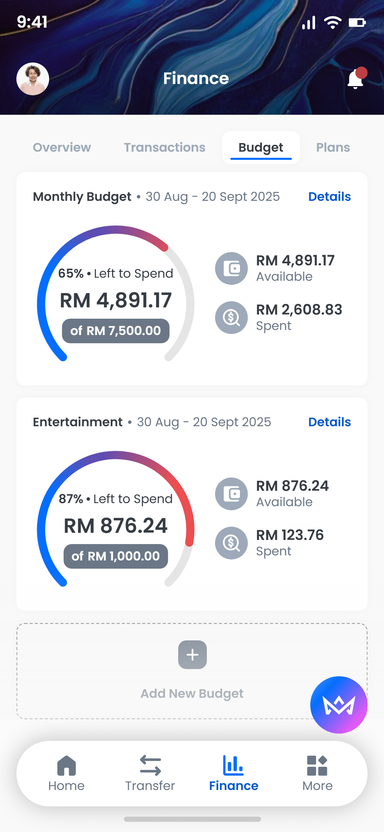 9:41
Finance
Overview Transactions Budget Plans
Monthly Budget • 30 Aug - 20 Sept 2025 Details
65% • Left to Spend
RM 4,891.17
of RM 7,500.00
RM 4,891.17
Available
RM 2,608.83
Spent
Entertainment • 30 Aug - 20 Sept 2025 Details
87% • Left to Spend
RM 876.24
of RM 1,000.00
RM 876.24
Available
RM 123.76
Spent
Add New Budget
Home Transfer Finance More